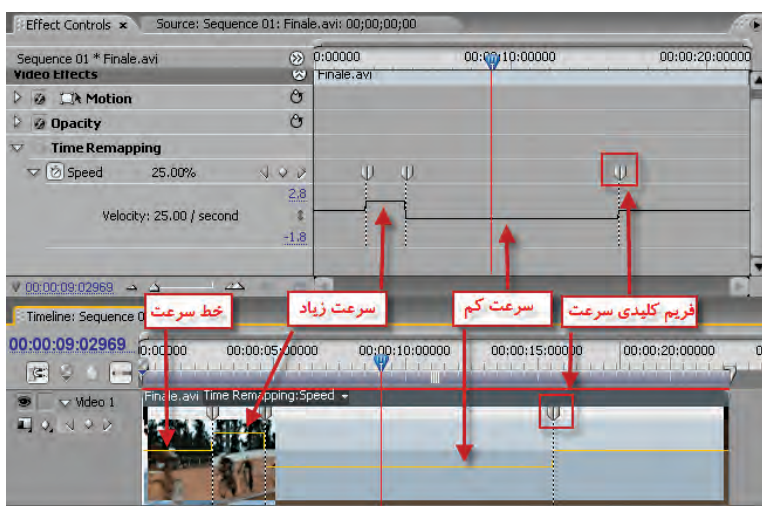 Effect Controls × Source: Sequence 01: Finale.avi: 00;00;00;00
Sequence 01 * Finale.avi
0:00000 00:00:10:00000 00:00:20:00000
Video Effects
Finale.avi
Motion
Opacity
Time Remapping
Speed 25.00%
2.8
Velocity: 25.00 / second
-1.8
00:00:09:02969
خط سرعت
سرعت زیاد
سرعت کم
فریم کلیدی سرعت
Timeline: Sequence 0
00:00:09:02969
0:00000 00:00:05:00000 00:00:10:00000 00:00:15:00000 00:00:20:00000 0
Video 1
Finale.avi Time Remapping:Speed